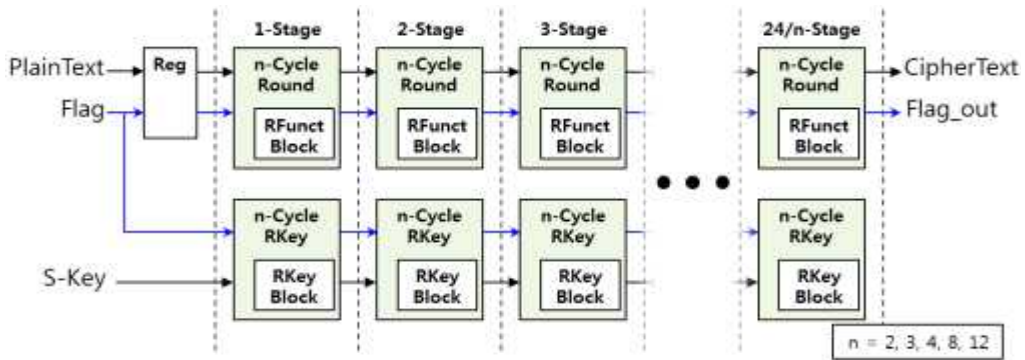 1-Stage
2-Stage
3-Stage
24/n-Stage
PlainText
Flag
Reg
n-Cycle
Round
RFunct
Block
n-Cycle
Round
RFunct
Block
n-Cycle
Round
RFunct
Block
n-Cycle
Round
RFunct
Block
CipherText
Flag_out
S-Key
n-Cycle
RKey
RKey
Block
n-Cycle
RKey
RKey
Block
n-Cycle
RKey
RKey
Block
n-Cycle
RKey
RKey
Block
n = 2, 3, 4, 8, 12